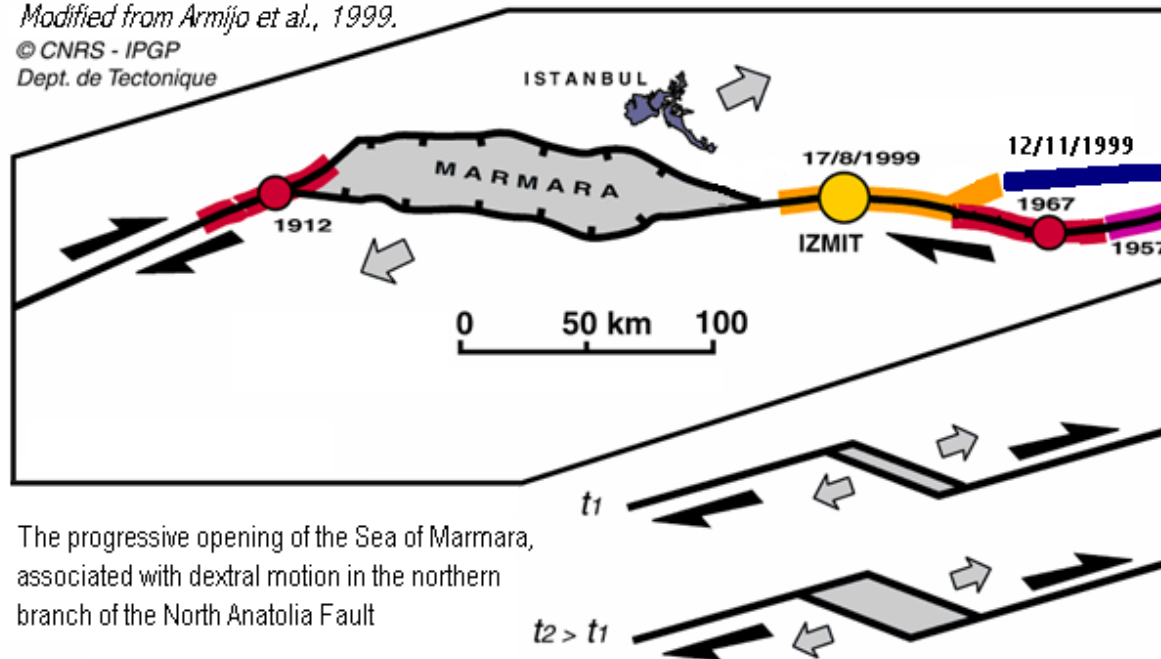 Modified from Armijo et al., 1999.
© CNRS - IPGP
Dept. de Tectonique
ISTANBUL
12/11/1999
17/8/1999
MARMARA
1967
1912
IZMIT
1957
0 50 km 100
t1
The progressive opening of the Sea of Marmara,
associated with dextral motion in the northern
branch of the North Anatolia Fault
t2 > t1